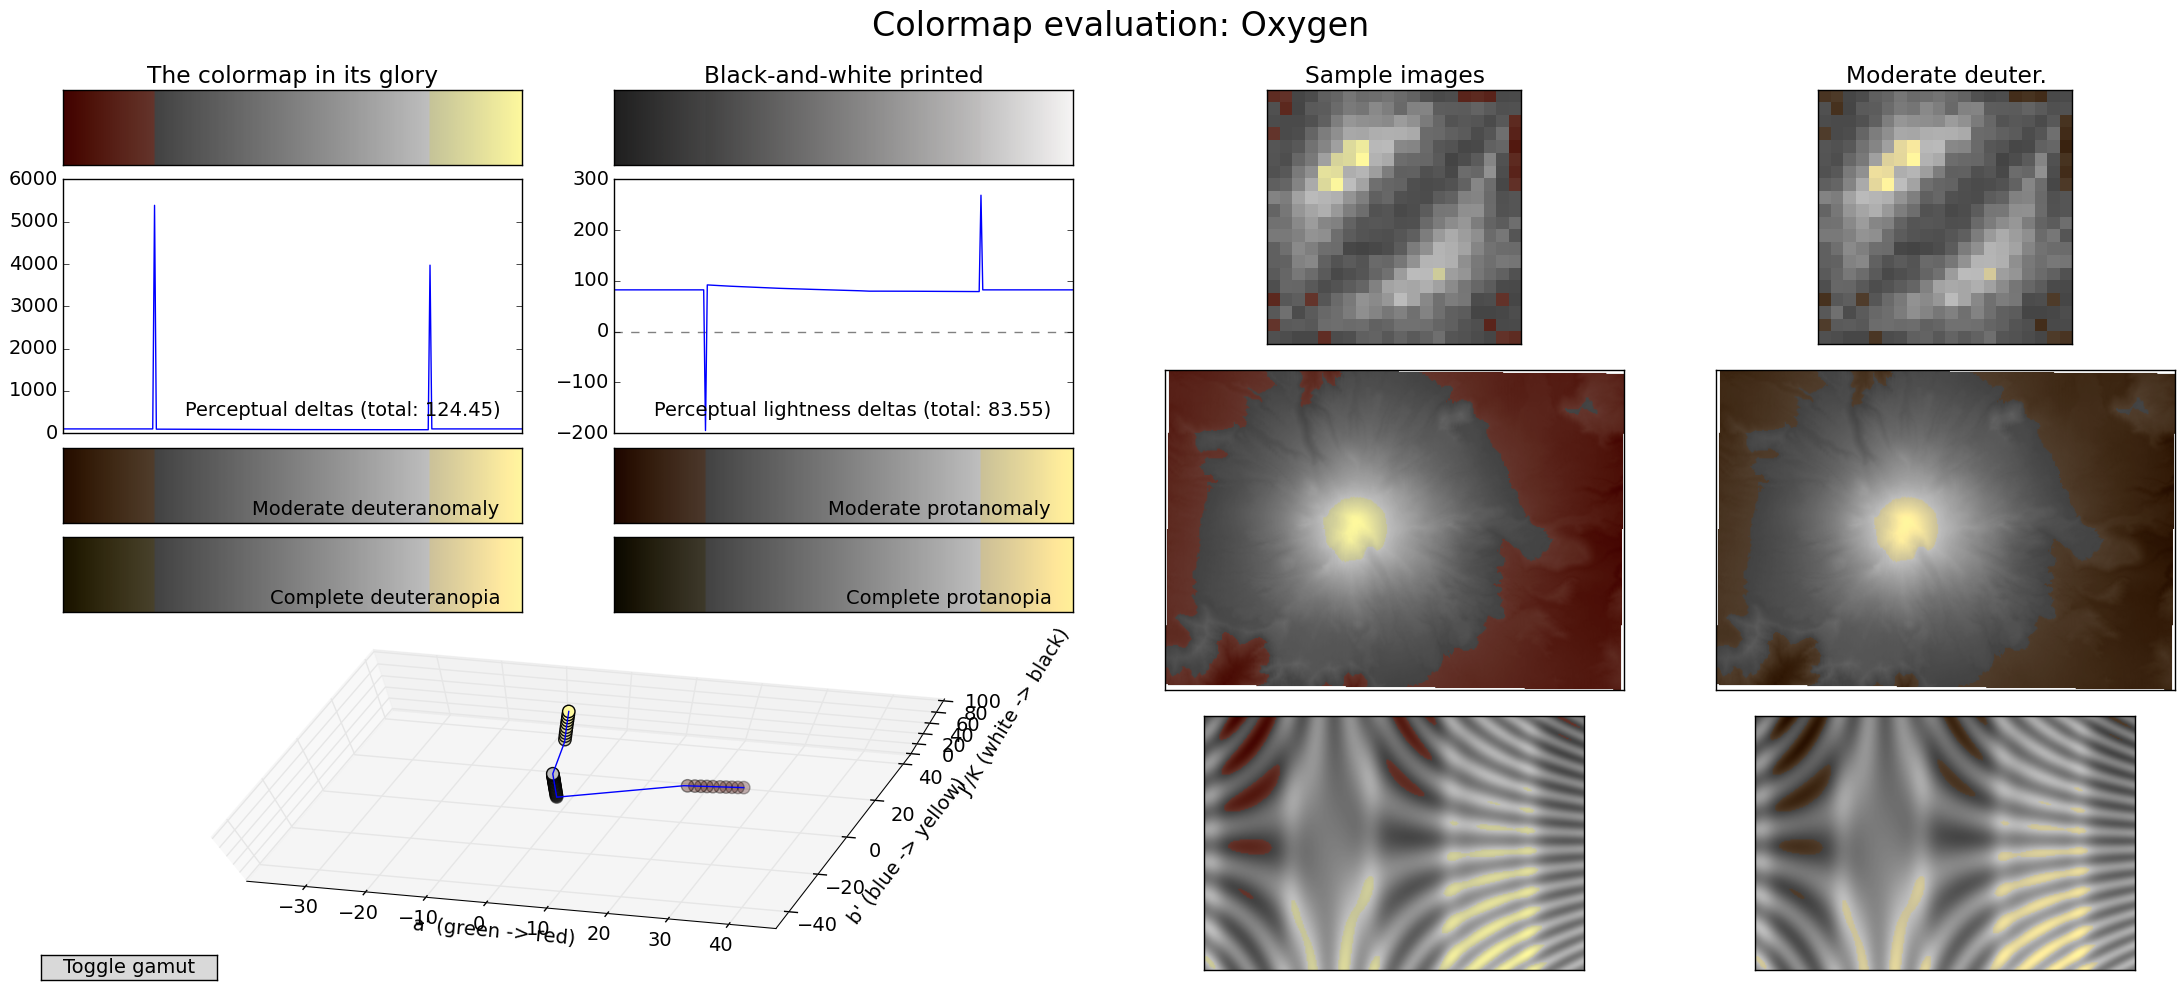 Colormap evaluation: Oxygen
The colormap in its glory
Black-and-white printed
Sample images
Moderate deuter.
6000
5000
4000
3000
2000
1000
0
Perceptual deltas (total: 124.45)
300
200
100
0
−100
−200
Perceptual lightness deltas (total: 83.55)
Moderate deuteranomaly
Moderate protanomaly
Complete deuteranopia
Complete protanopia
100
80
60
40
20
0
J/K (white -> black)
40
20
0
−20
−40
b' (blue -> yellow)
−30
−20
−10
0
10
20
30
40
a' (green -> red)
Toggle gamut